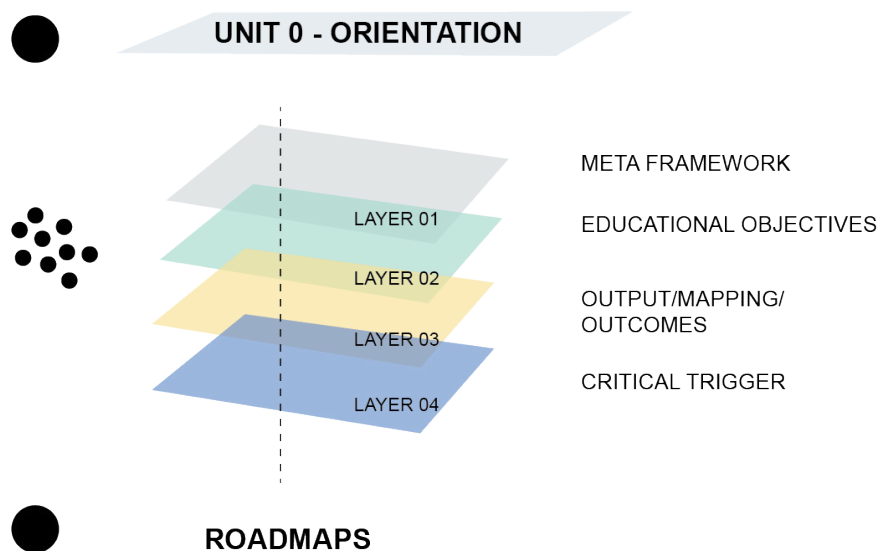 UNIT 0 - ORIENTATION
META FRAMEWORK
LAYER 01
EDUCATIONAL OBJECTIVES
LAYER 02
OUTPUT/MAPPING/
OUTCOMES
LAYER 03
CRITICAL TRIGGER
LAYER 04
ROADMAPS